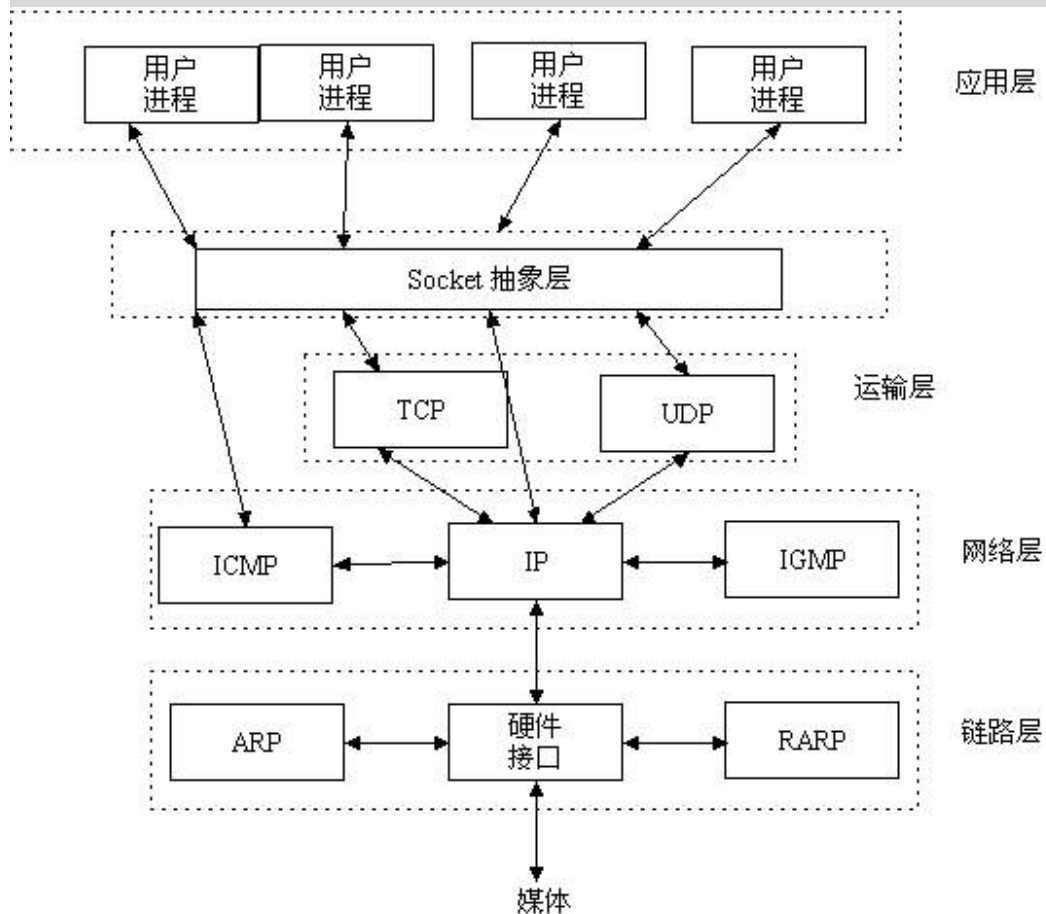 用户
进程
用户
进程
用户
进程
用户
进程
应用层
Socket 抽象层
TCP
UDP
运输层
ICMP
IP
IGMP
网络层
ARP
硬件
接口
RARP
链路层
媒体